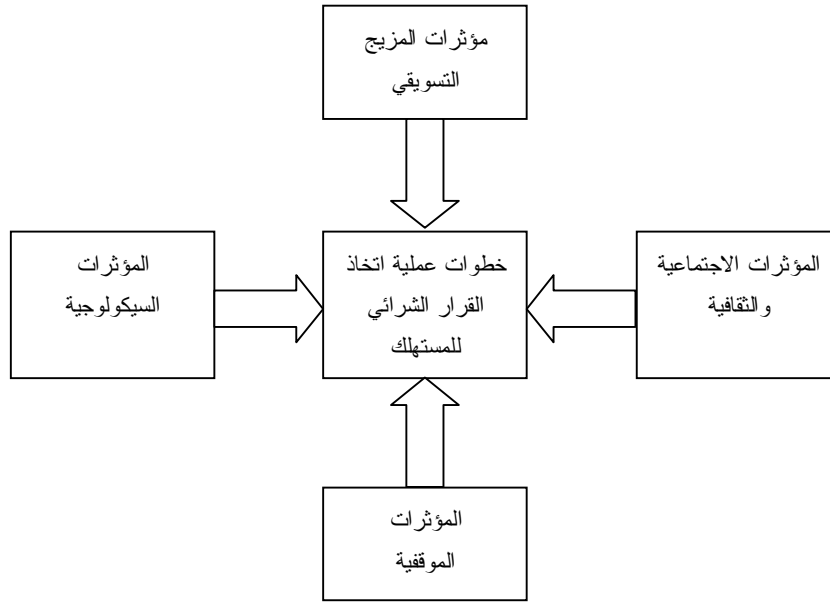 مؤثرات المزيج
التسويقي
المؤثرات الاجتماعية
والثقافية
خطوات عملية اتخاذ
القرار الشرائي
للمستهلك
المؤثرات
السيكولوجية
المؤثرات
الموقفية